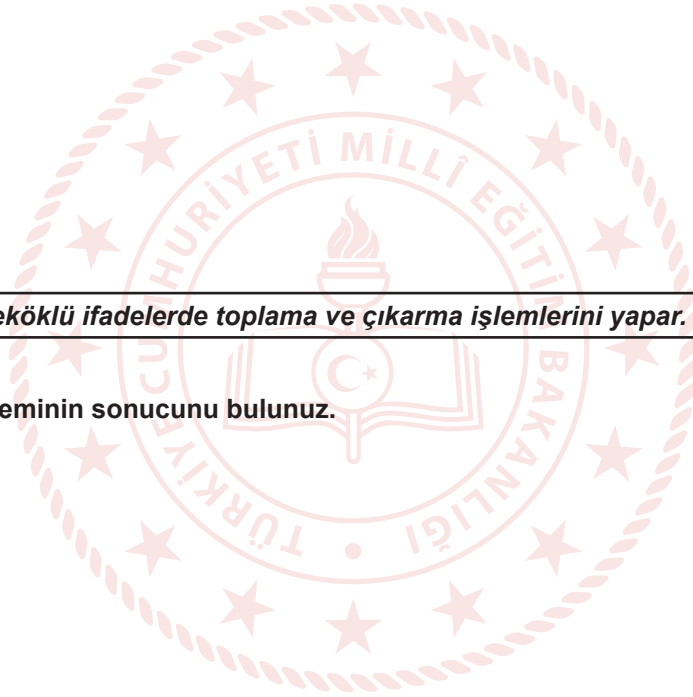 eköklü ifadelerde toplama ve çıkarma işlemlerini yapar.
eminin sonucunu bulunuz.
TÜRKİYE CUMHURİYETİ MİLLÎ EĞİTİM BAKANLIĞI